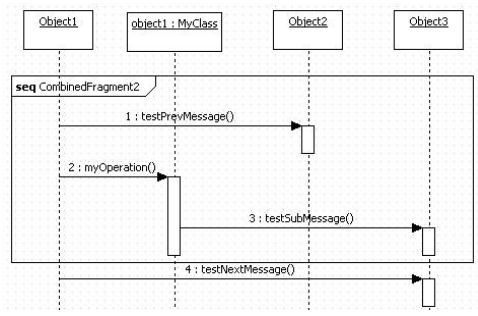 Object1
object1 : MyClass
Object2
Object3
seq CombinedFragment2
1 : testPrevMessage()
2 : myOperation()
3 : testSubMessage()
4 : testNextMessage()